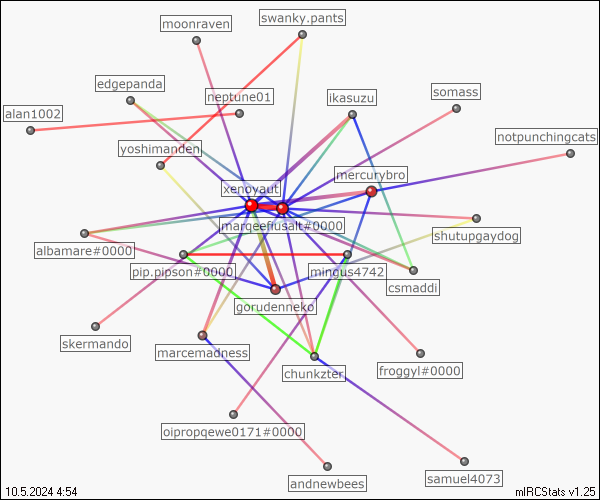 swanky.pants
moonraven
edgepanda
neptune01
ikasuzu
somass
alan1002
notpunchingcats
yoshimanden
mercurybro
xenoyaut
marqeefusalt#0000
shutupgaydog
albamare#0000
pip.pipson#0000
mingus4742
csmaddi
gorudenneko
skermando
marcemadness
froggyl#0000
chunkzter
oipropqewe0171#0000
samuel4073
andnewbees
10.5.2024 4:54
mIRCStats v1.25